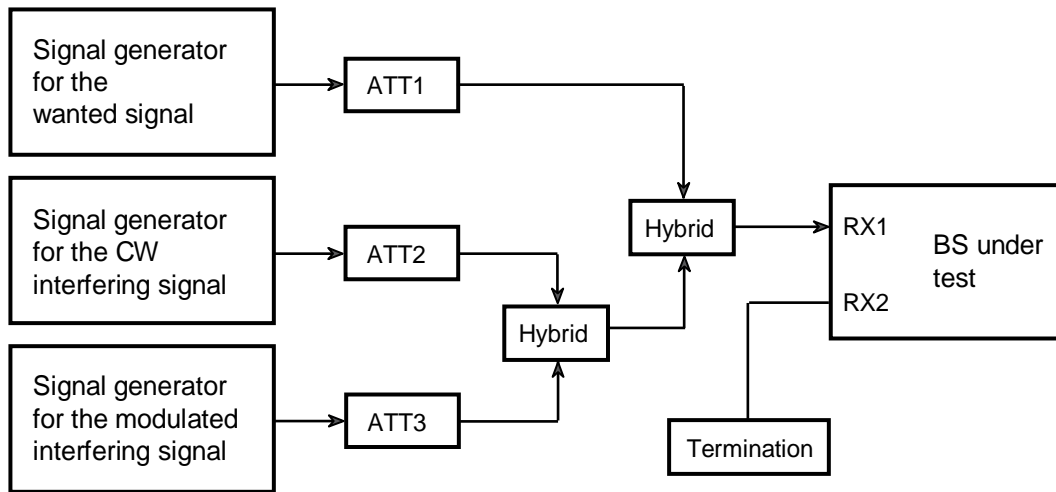 Signal generator
for the
wanted signal
ATT1
Signal generator
for the CW
interfering signal
ATT2
Signal generator
for the modulated
interfering signal
ATT3
Hybrid
Hybrid
RX1
RX2
BS under
test
Termination